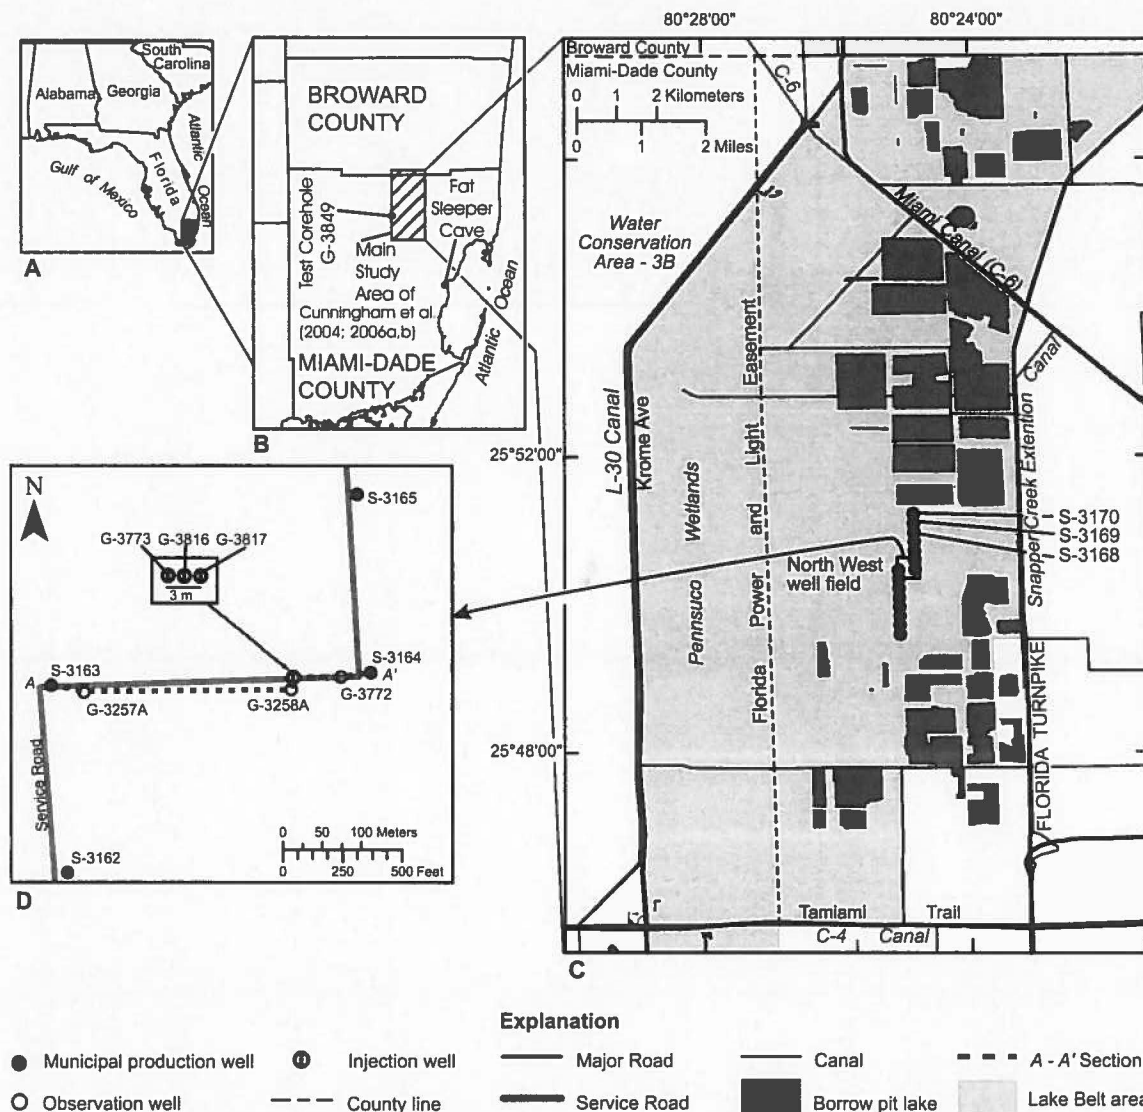 South
Carolina
Alabama
Georgia
Atlantic
Ocean
Florida
Gulf of Mexico
A
BROWARD
COUNTY
Test Corehole
G-3849
Fat
Sleeper
Cave
Main
Study
Area of
Cunningham et al.
(2004; 2006a,b)
MIAMI-DADE
COUNTY
Atlantic
Ocean
B
80°28'00"
80°24'00"
Broward County
Miami-Dade County
0 1 2 Kilometers
0 1 2 Miles
C-6
Water
Conservation
Area - 3B
Miami Canal (C-6)
L-30 Canal
Krome Ave
Pennsuco Wetlands
Florida Power and Light Easement
Snapper Creek Extention Canal
25°52'00"
S-3170
S-3169
S-3168
North West
well field
25°48'00"
FLORIDA TURNPIKE
Tamiami Trail
C-4 Canal
C
N
S-3165
G-3773 G-3816 G-3817
3 m
S-3163
S-3164
A
A'
G-3772
G-3257A
G-3258A
Service Road
S-3162
0 50 100 Meters
0 250 500 Feet
D
Explanation
Municipal production well
Injection well
Major Road
Canal
A - A' Section
Observation well
County line
Service Road
Borrow pit lake
Lake Belt area